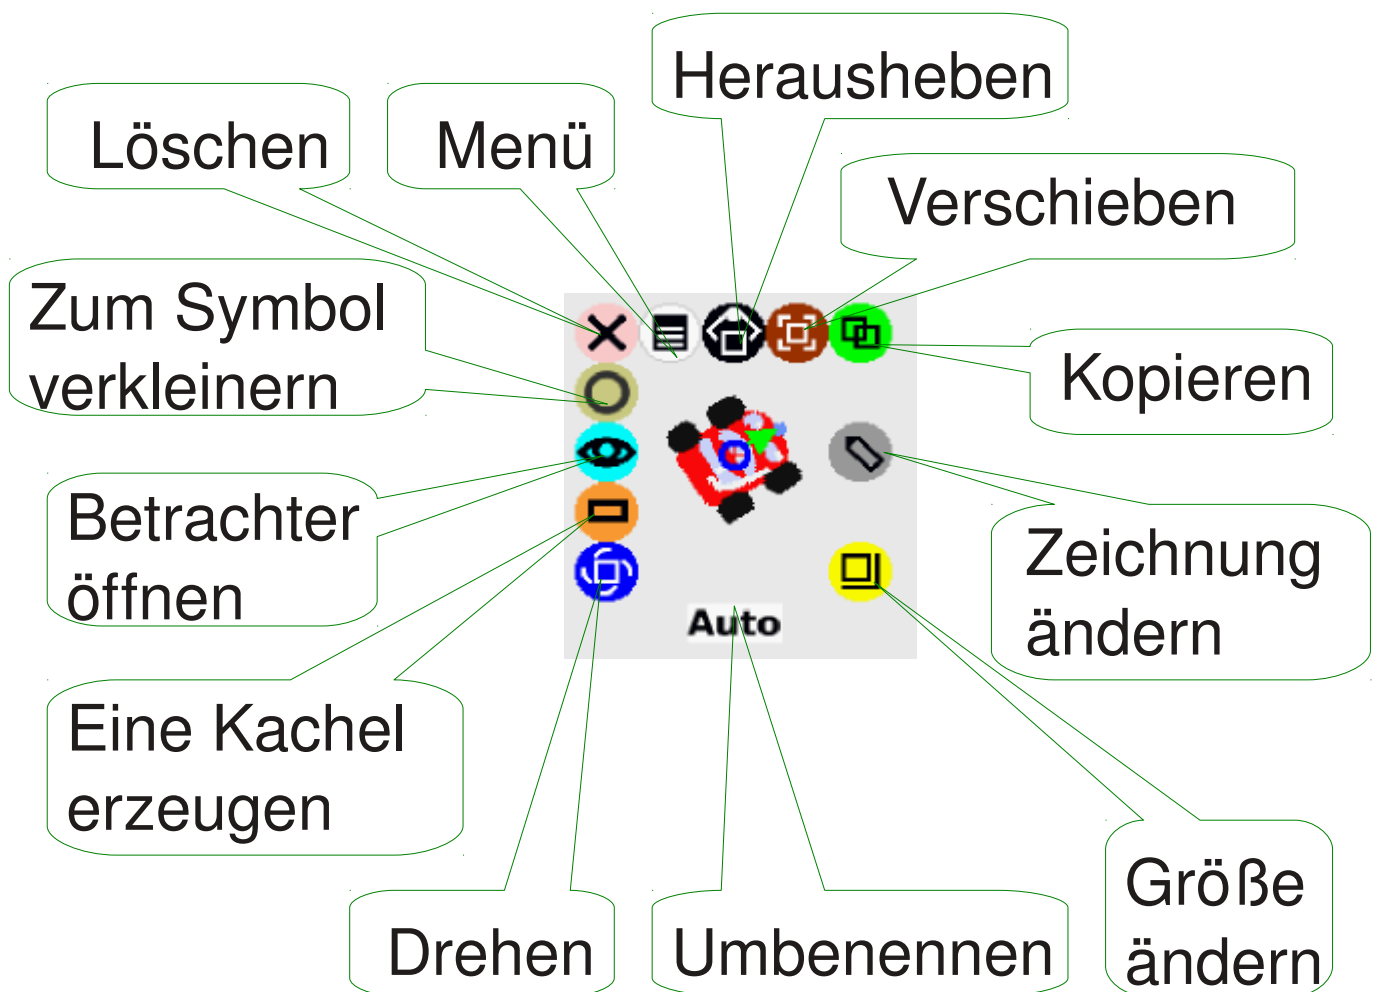 Herausheben
Löschen
Menü
Verschieben
Zum Symbol
verkleinern
Kopieren
Betrachter
öffnen
Zeichnung
ändern
Auto
Eine Kachel
erzeugen
Größe
ändern
Drehen
Umbenennen